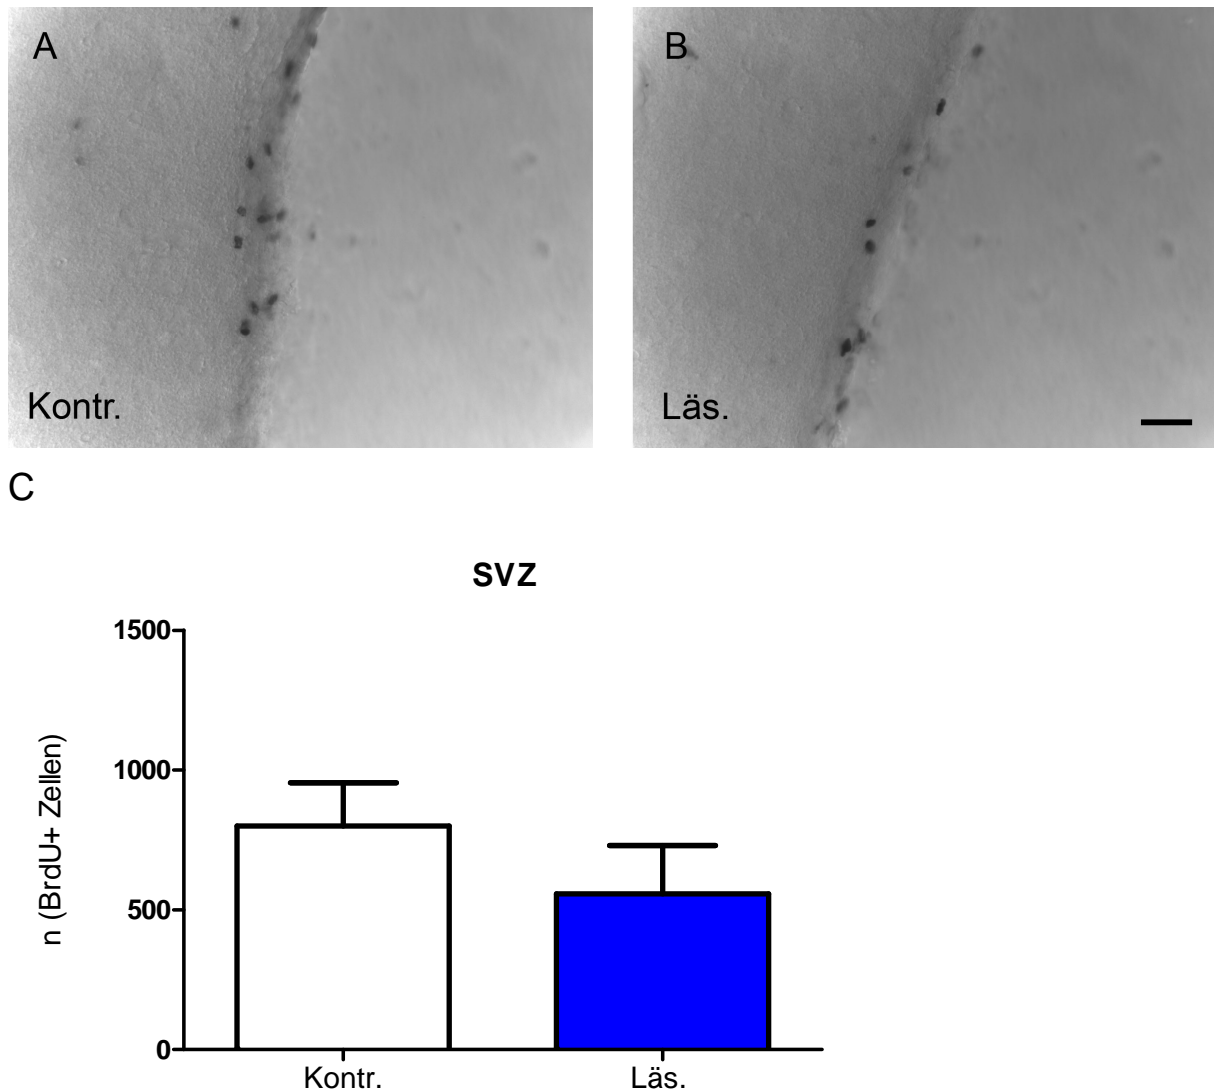 A
B
Kontr.
Läs.
C
SVZ
1500
1000
500
0
n (BrdU+ Zellen)
Kontr.
Läs.